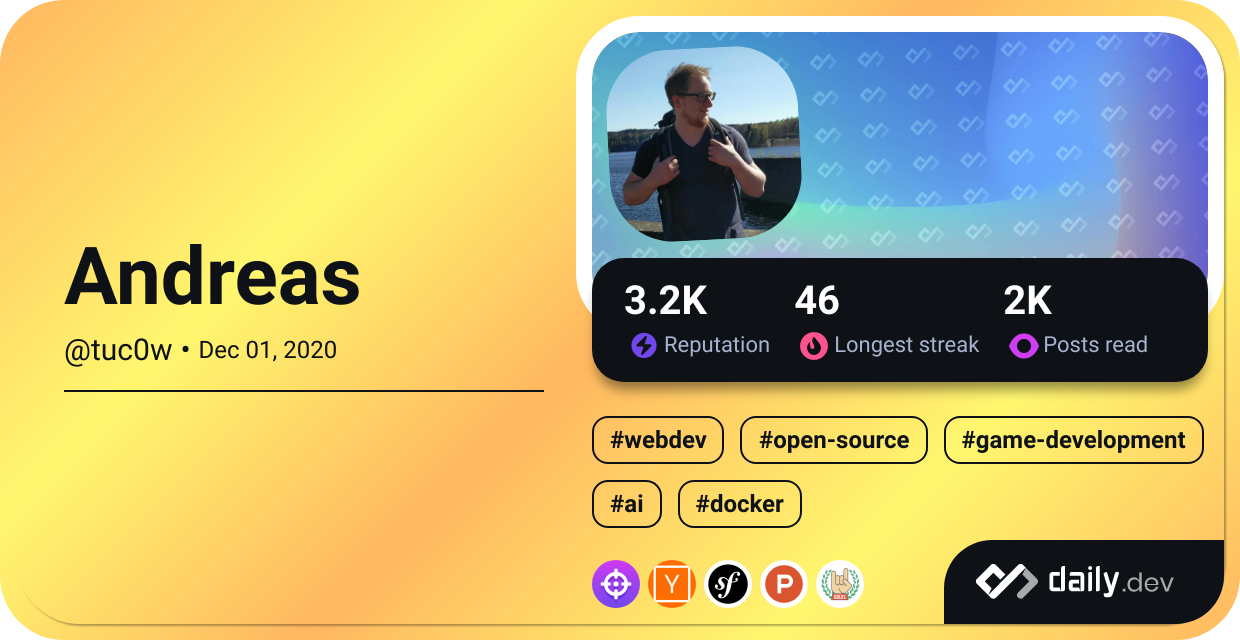 Andreas
@tuc0w • Dec 01, 2020
3.2K
Reputation
46
Longest streak
2K
Posts read
#webdev
#open-source
#game-development
#ai
#docker
Y
sf
P
daily.dev